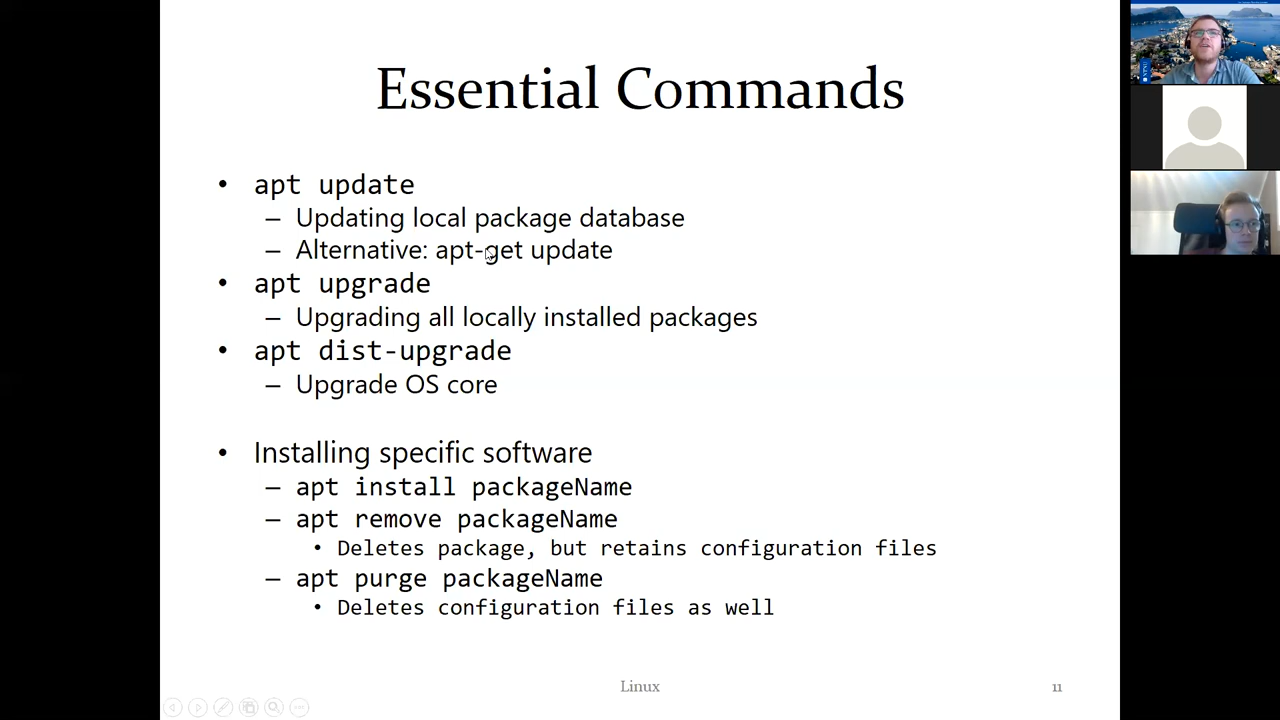 Essential Commands
• apt update
– Updating local package database
– Alternative: apt-get update
• apt upgrade
– Upgrading all locally installed packages
• apt dist-upgrade
– Upgrade OS core
• Installing specific software
– apt install packageName
– apt remove packageName
• Deletes package, but retains configuration files
– apt purge packageName
• Deletes configuration files as well
Linux
11
NTNU